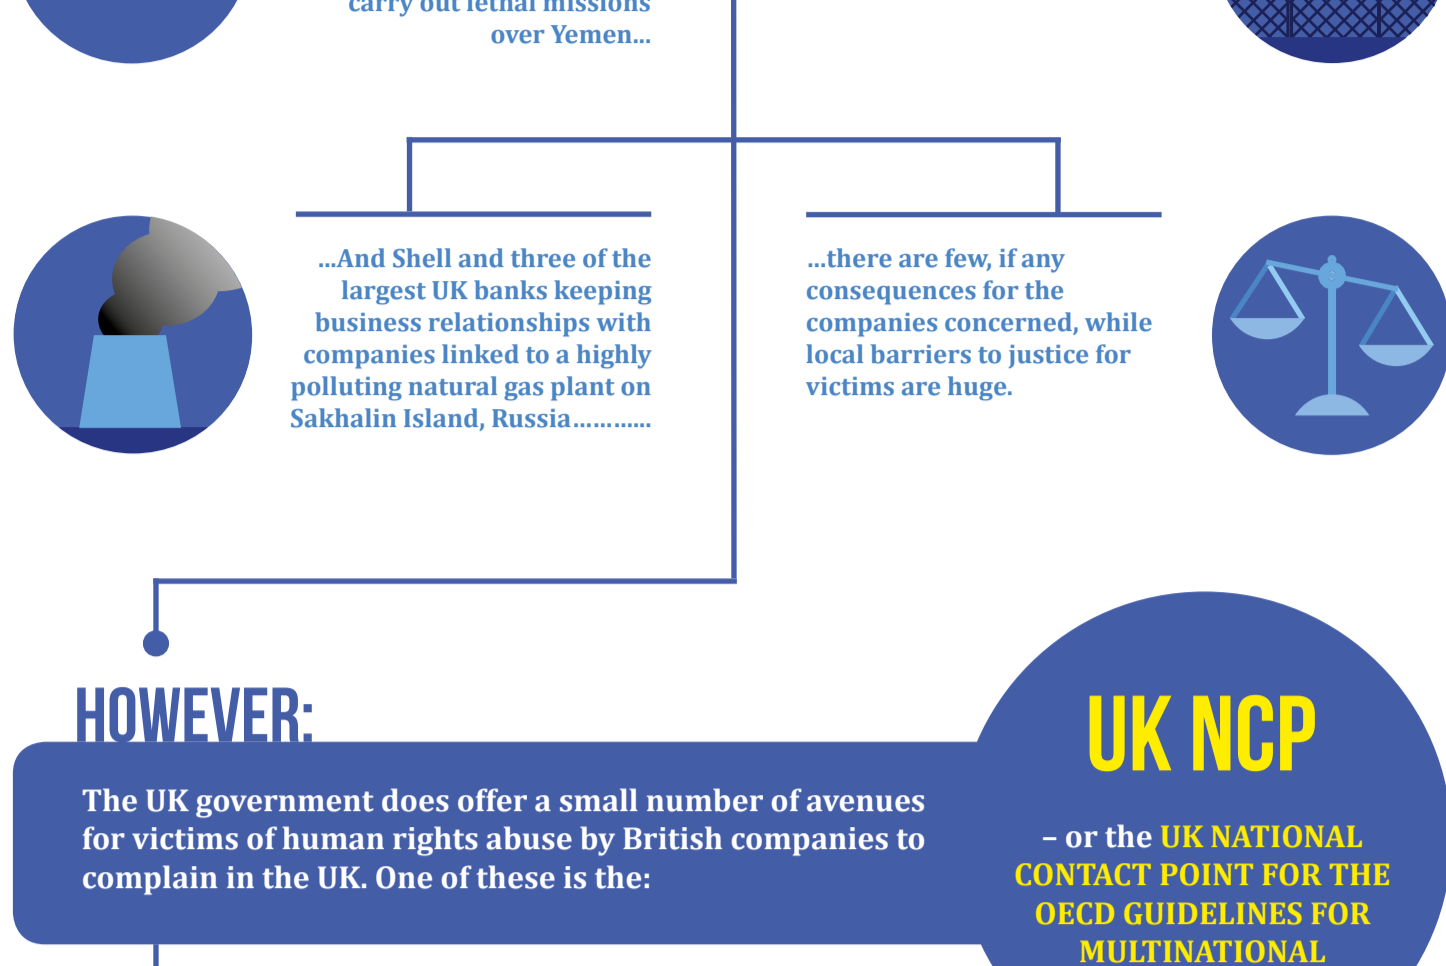 carry out lethal missions
over Yemen...
...And Shell and three of the
largest UK banks keeping
business relationships with
companies linked to a highly
polluting natural gas plant on
Sakhalin Island, Russia............
...there are few, if any
consequences for the
companies concerned, while
local barriers to justice for
victims are huge.
HOWEVER:
The UK government does offer a small number of avenues
for victims of human rights abuse by British companies to
complain in the UK. One of these is the:
UK NCP
– or the UK NATIONAL
CONTACT POINT FOR THE
OECD GUIDELINES FOR
MULTINATIONAL